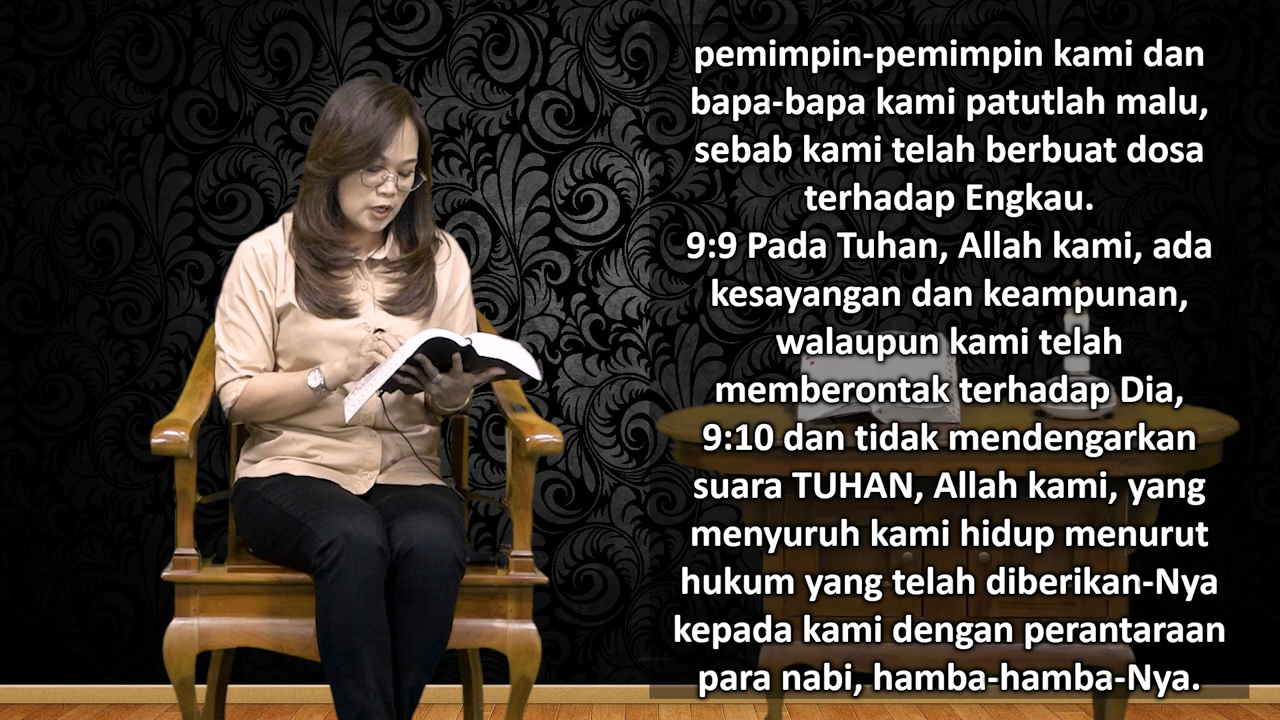 pemimpin-pemimpin kami dan
bapa-bapa kami patutlah malu,
sebab kami telah berbuat dosa
terhadap Engkau.
9:9 Pada Tuhan, Allah kami, ada
kesayangan dan keampunan,
walaupun kami telah
memberontak terhadap Dia,
9:10 dan tidak mendengarkan
suara TUHAN, Allah kami, yang
menyuruh kami hidup menurut
hukum yang telah diberikan-Nya
kepada kami dengan perantaraan
para nabi, hamba-hamba-Nya.